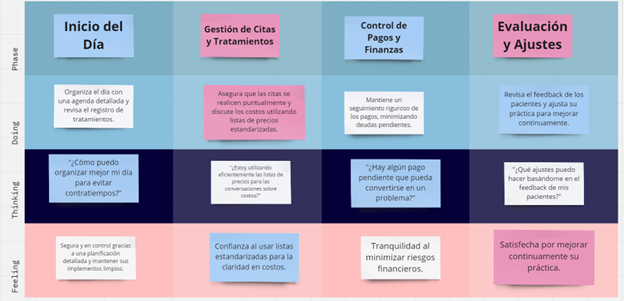 Phase
Inicio del
Día
Gestión de Citas
y Tratamientos
Control de
Pagos y
Finanzas
Evaluación
y Ajustes
Doing
Organiza el día con
una agenda detallada y
revisa el registro de
tratamientos.
Asegura que las citas se
realicen puntualmente y
discute los costos utilizando
listas de precios
estandarizadas.
Mantiene un
seguimiento riguroso de
los pagos, minimizando
deudas pendientes.
Revisa el feedback de los
pacientes y ajusta su
práctica para mejorar
continuamente.
Thinking
"¿Cómo puedo
organizar mejor mi día
para evitar
contratiempos?"
"¿Estoy utilizando
eficientemente las listas
de precios para las
conversaciones sobre
costos?"
"¿Hay algún pago
pendiente que pueda
convertirse en un
problema?"
"¿Qué ajustes puedo
hacer basándome en el
feedback de mis
pacientes?"
Feeling
Segura y en control gracias
a una planificación
detallada y mantener sus
implementos limpios.
Confianza al usar listas
estandarizadas para la
claridad en costos.
Tranquilidad al
minimizar riesgos
financieros.
Satisfecha por mejorar
continuamente su
práctica.